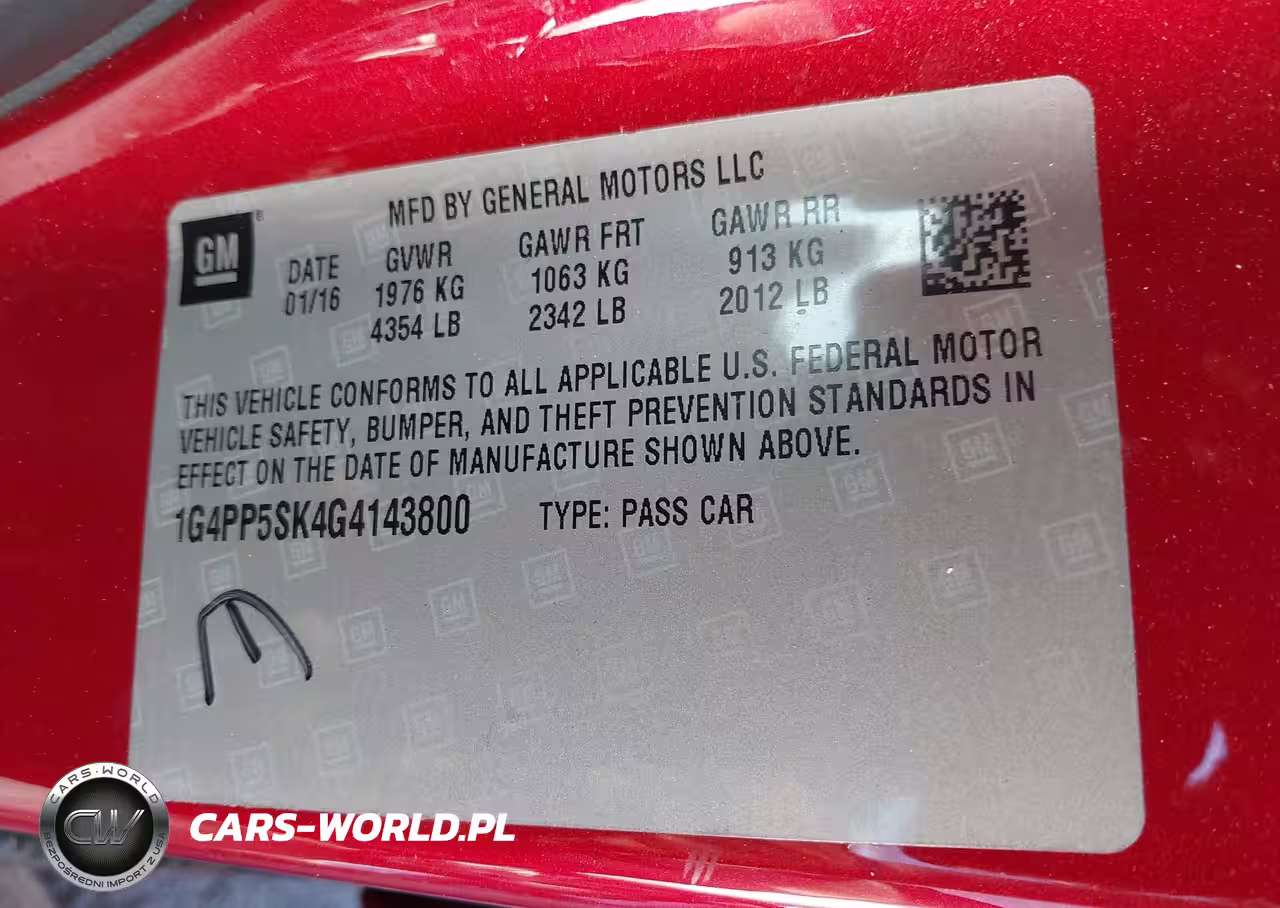 MFD BY GENERAL MOTORS LLC
GM®
DATE GVWR GAWR FRT GAWR RR
01/16 1976 KG 1063 KG 913 KG
4354 LB 2342 LB 2012 LB
THIS VEHICLE CONFORMS TO ALL APPLICABLE U.S. FEDERAL MOTOR
VEHICLE SAFETY, BUMPER, AND THEFT PREVENTION STANDARDS IN
EFFECT ON THE DATE OF MANUFACTURE SHOWN ABOVE.
1G4PP5SK4G4143800 TYPE: PASS CAR
CARS-WORLD
CW
BEZPOŚREDNI IMPORT Z USA
CARS-WORLD.PL